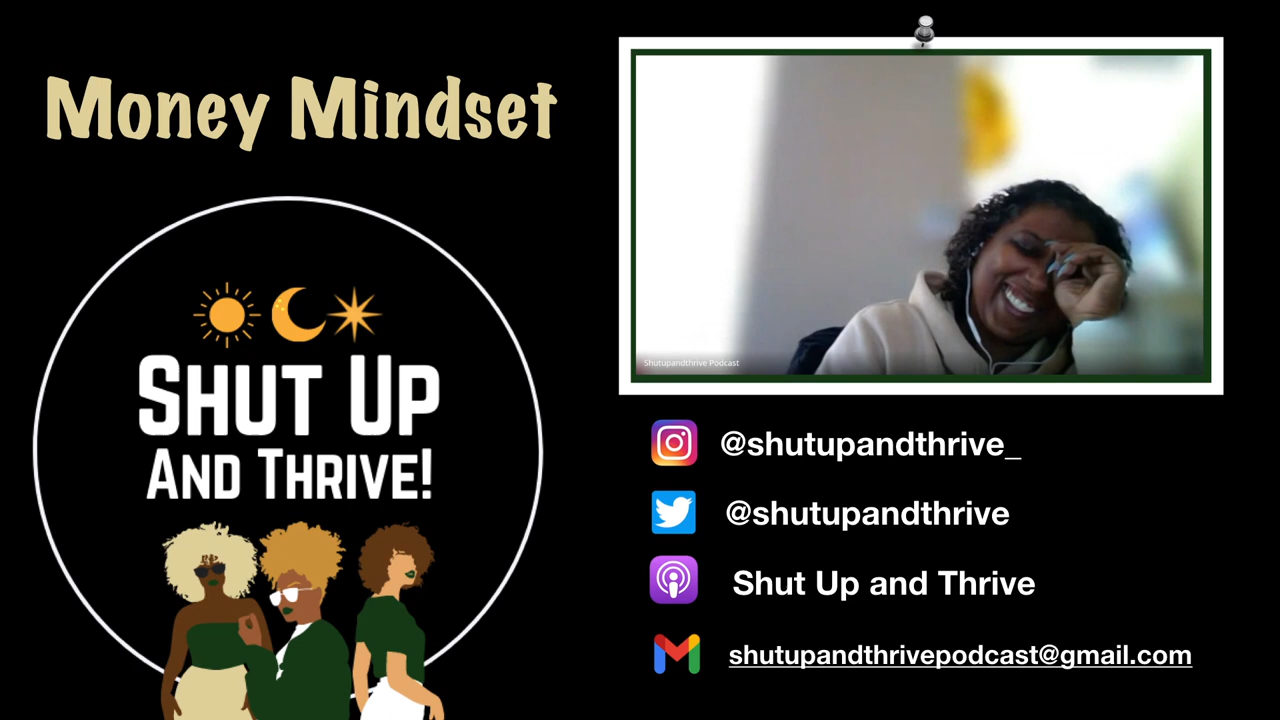 Money Mindset
SHUT UP
AND THRIVE!
Shutupandthrive Podcast
@shutupandthrive_
@shutupandthrive
Shut Up and Thrive
shutupandthrivepodcast@gmail.com